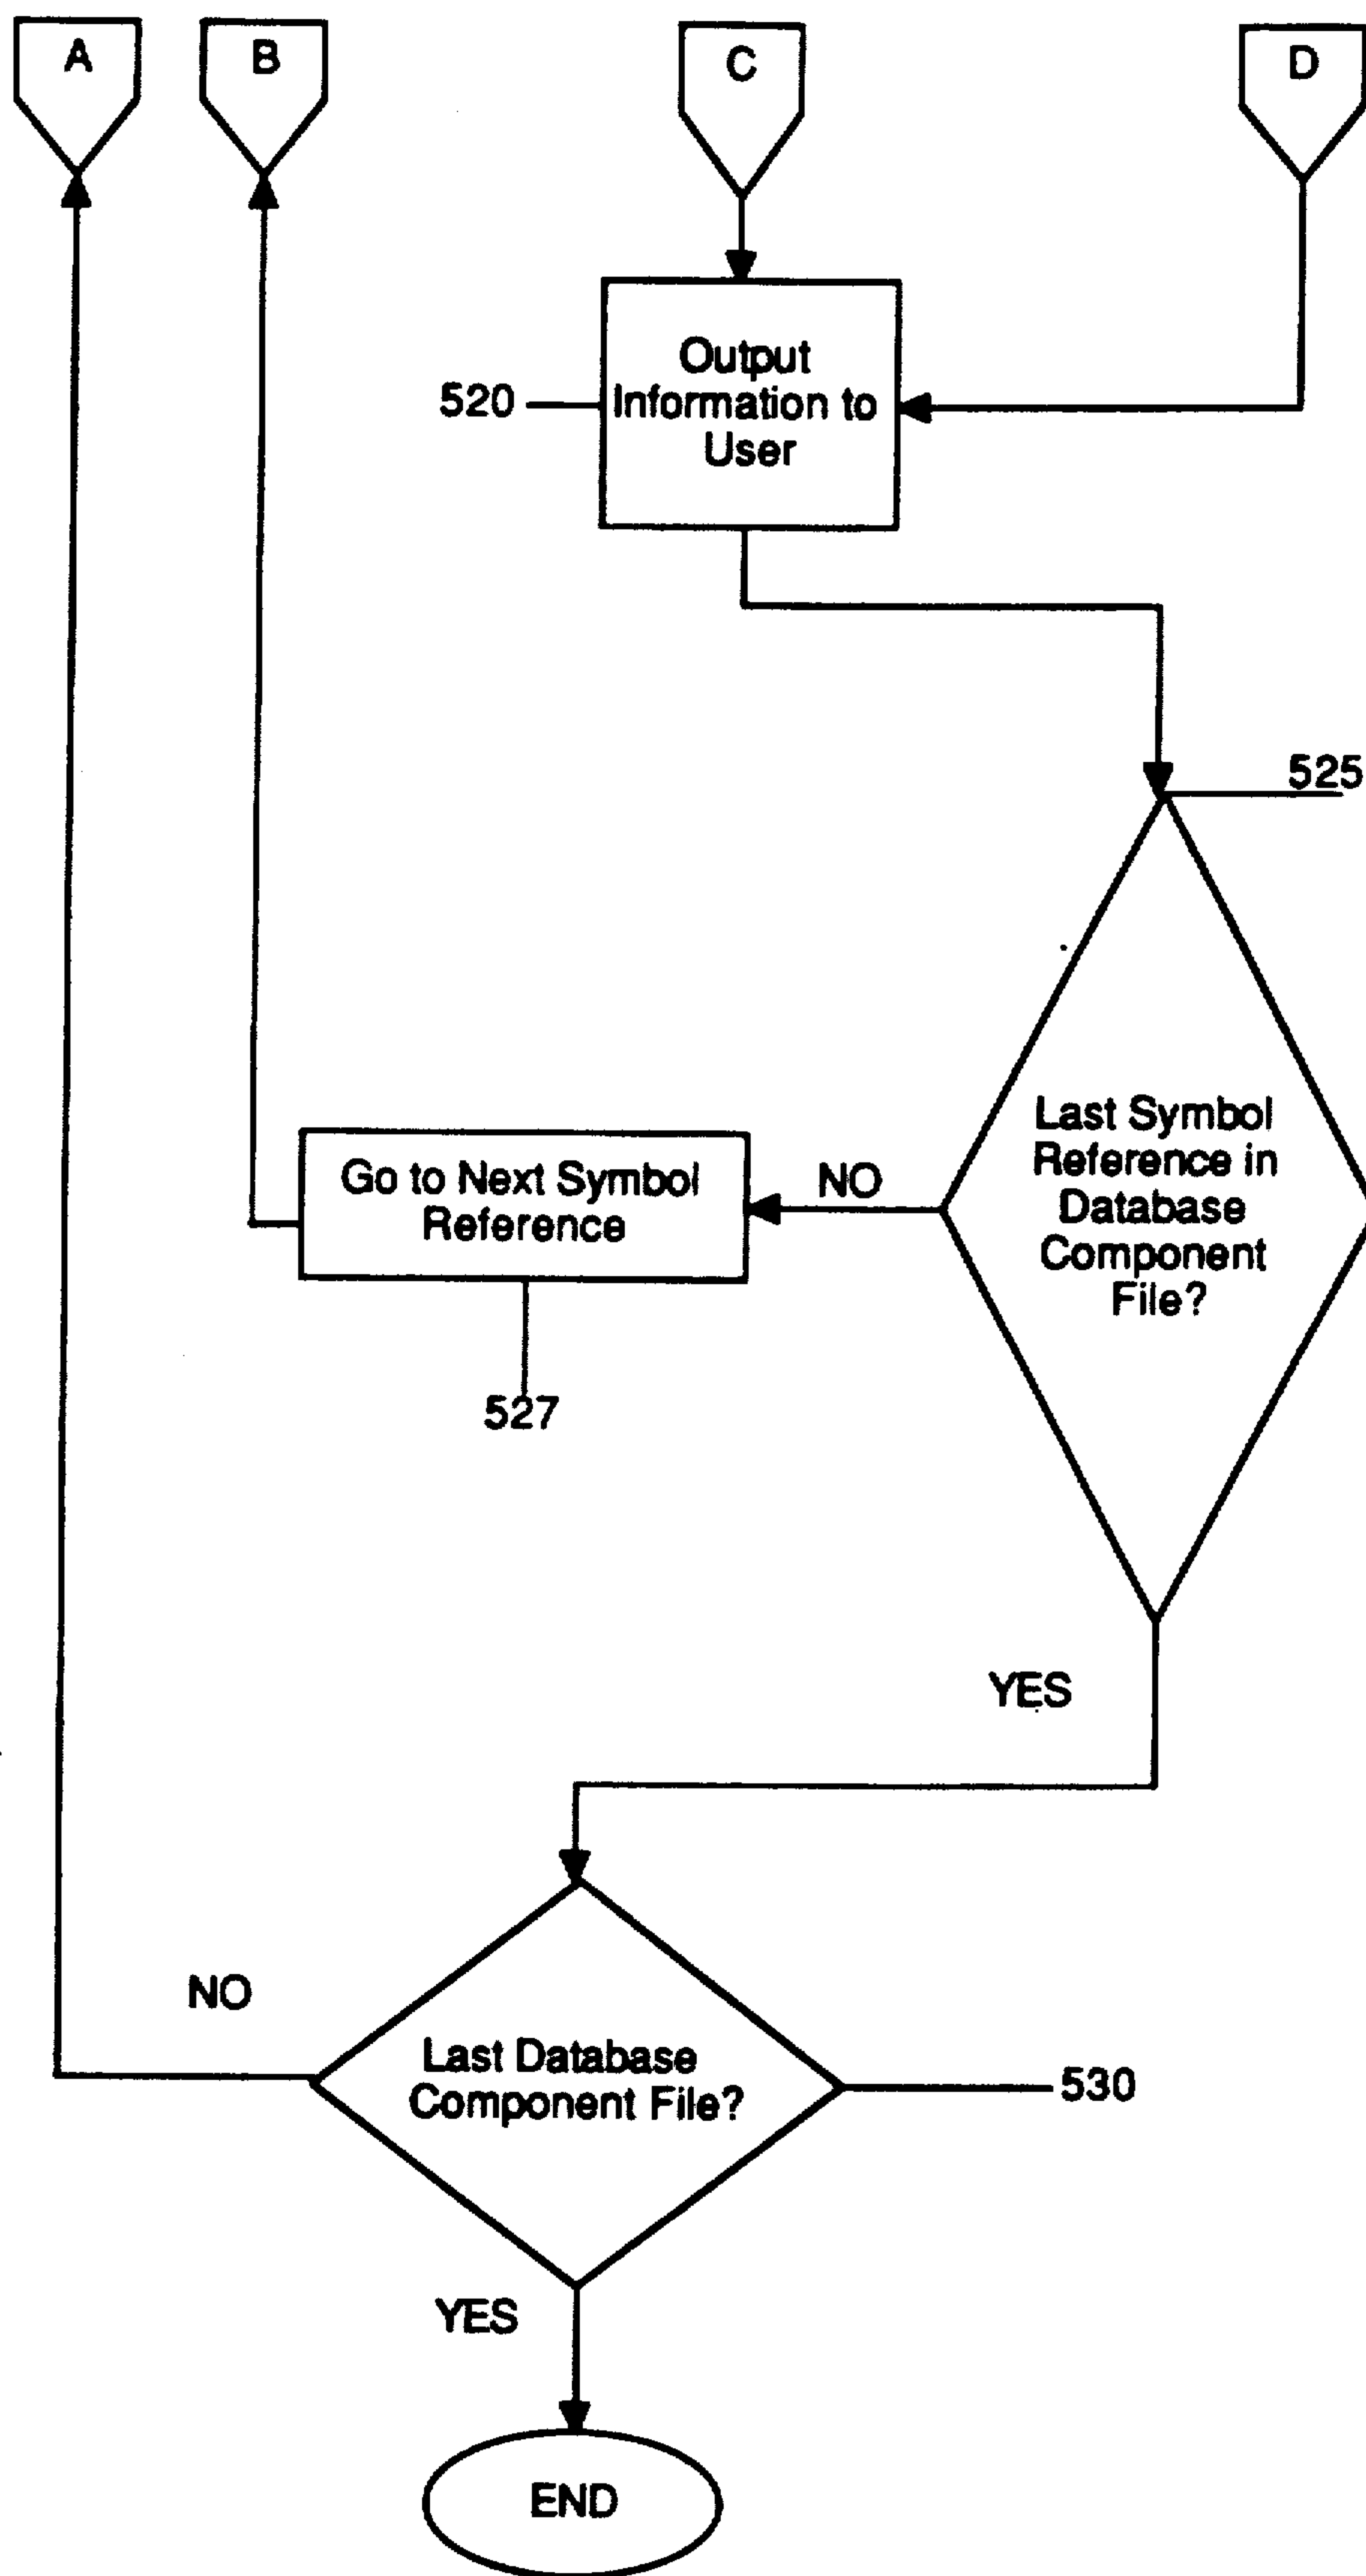 A
B
C
D
Output
Information to
User
520
525
Last Symbol
Reference in
Database
Component
File?
NO
Go to Next Symbol
Reference
527
YES
NO
Last Database
Component File?
530
YES
END